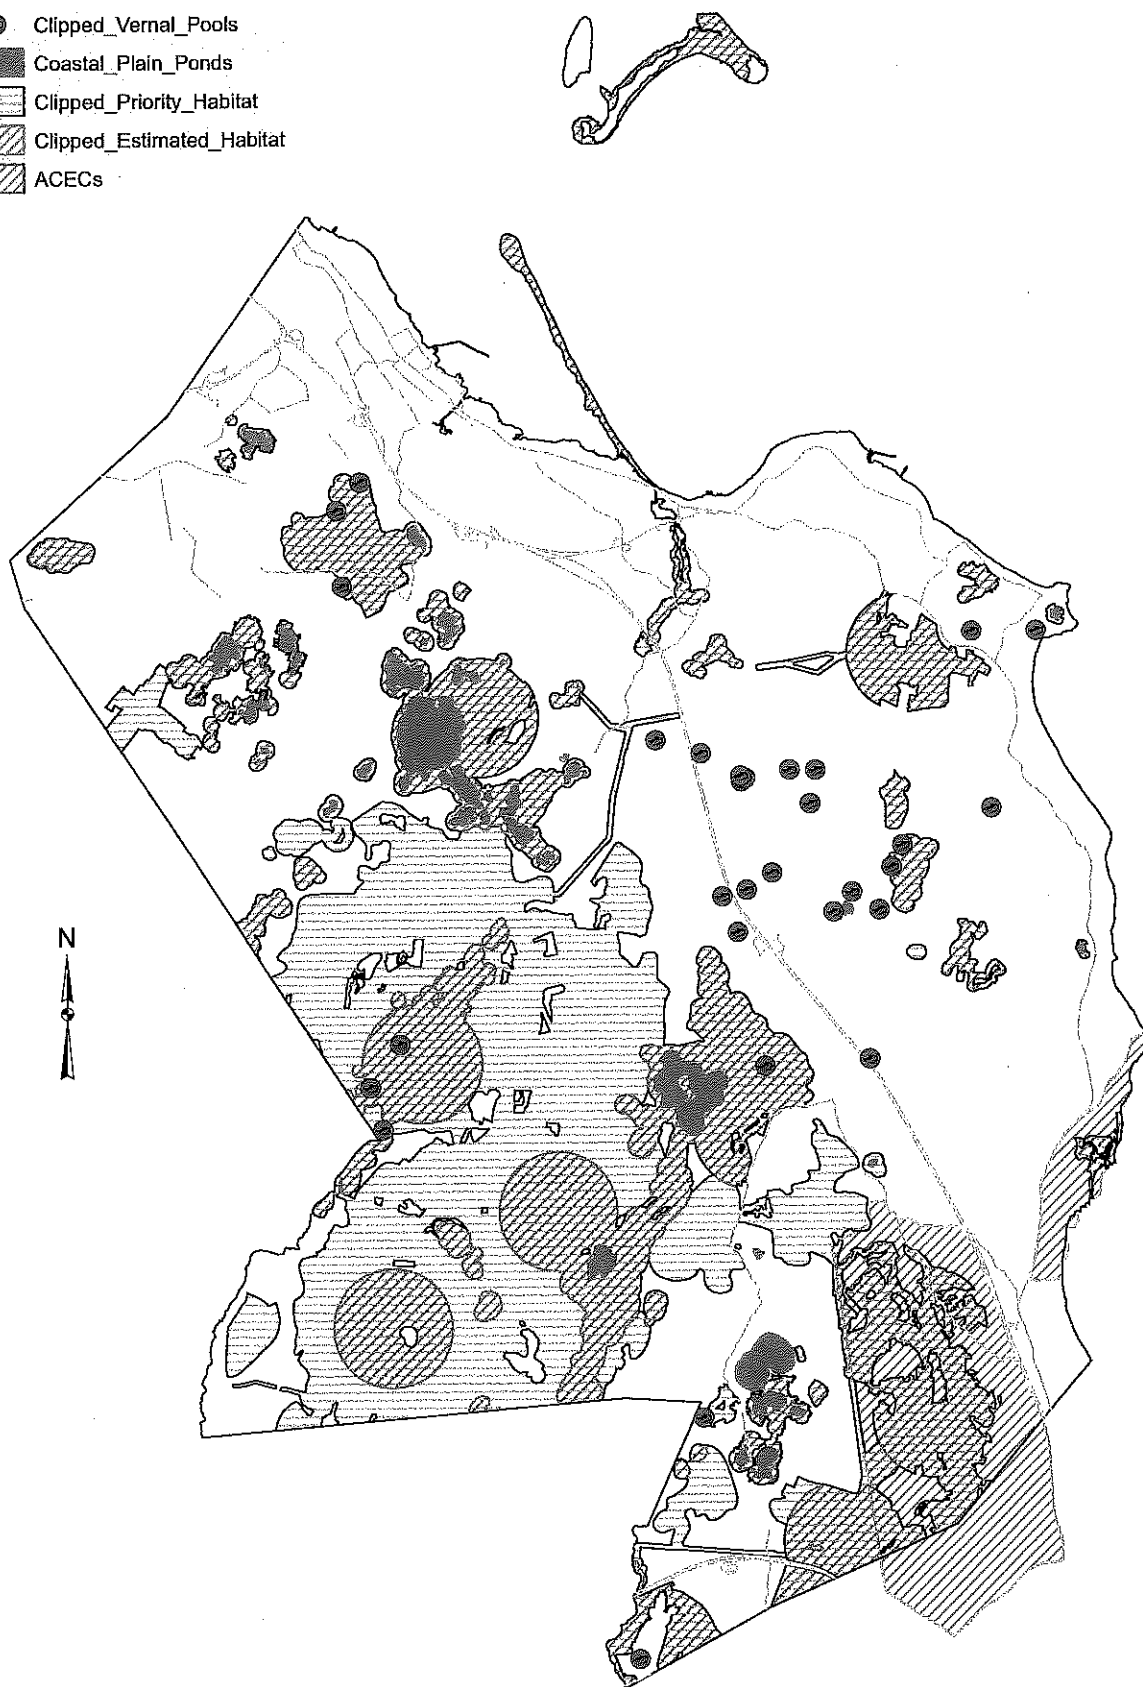 Clipped_Vernal_Pools
Coastal_Plain_Ponds
Clipped_Priority_Habitat
Clipped_Estimated_Habitat
ACECs
N